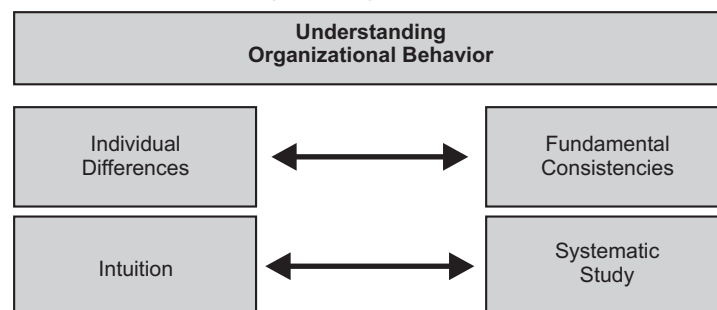 Understanding
Organizational Behavior
Individual
Differences
Fundamental
Consistencies
Intuition
Systematic
Study